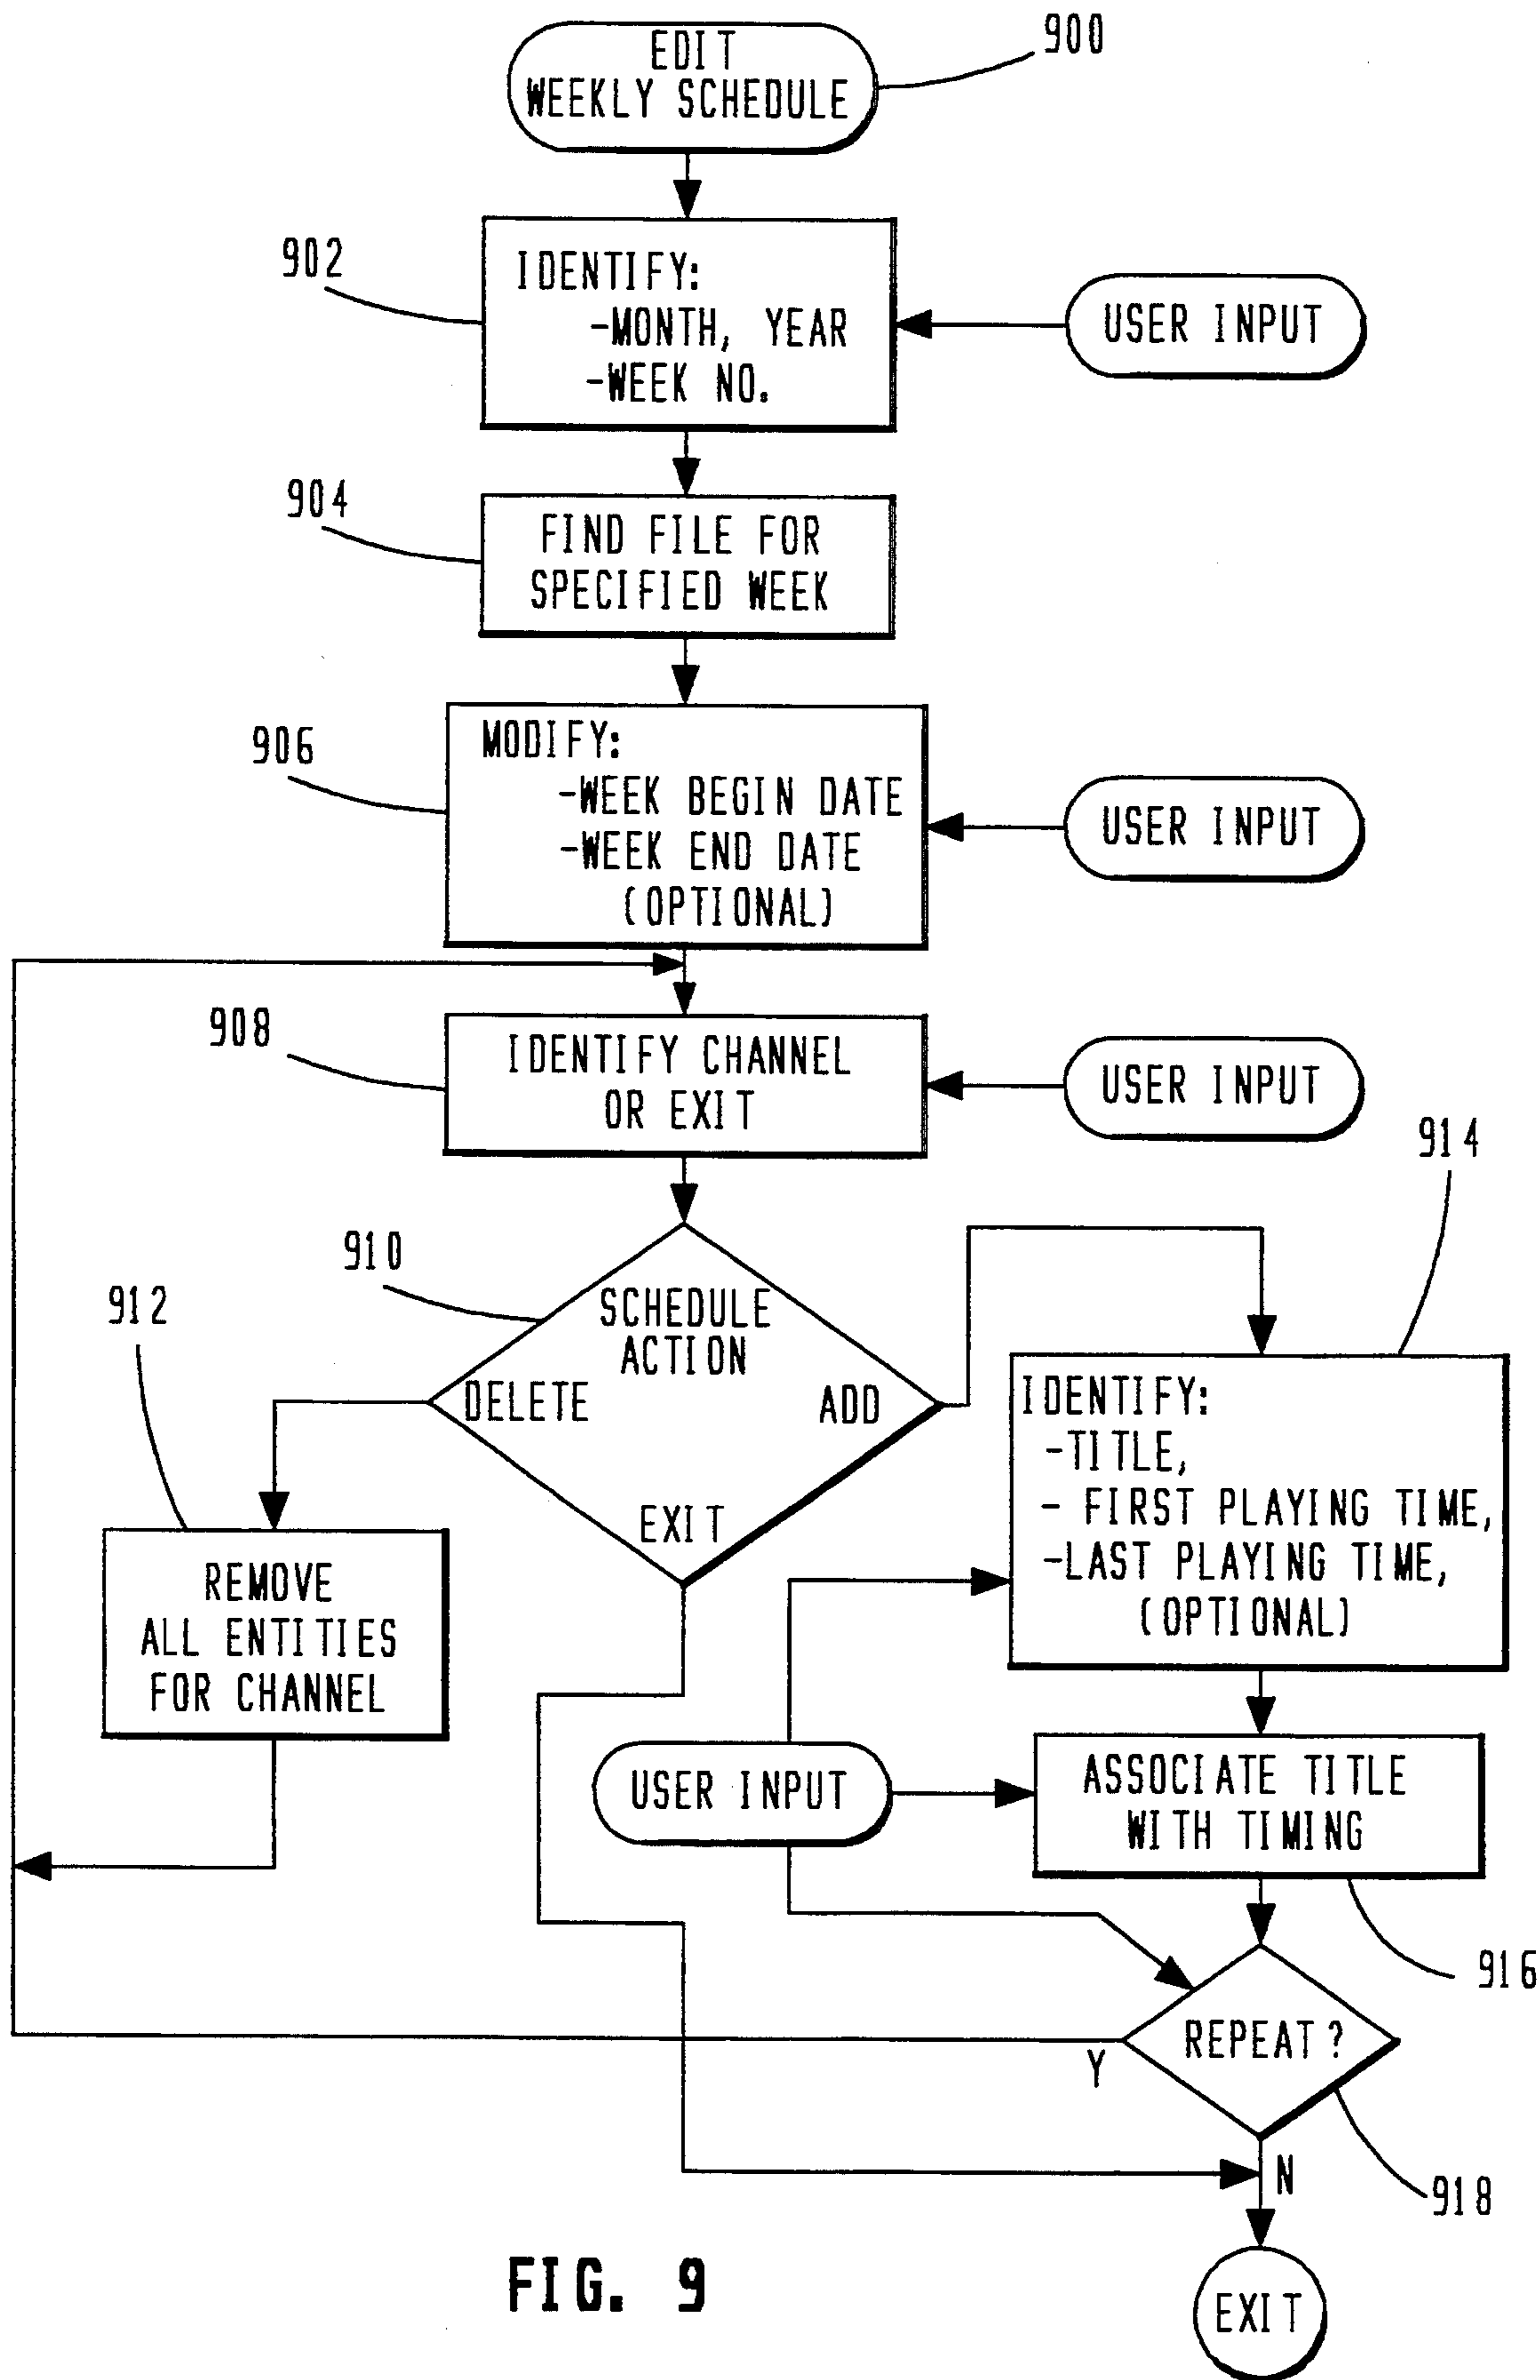 900
EDIT
WEEKLY SCHEDULE
902
IDENTIFY:
-MONTH, YEAR
-WEEK NO.
USER INPUT
904
FIND FILE FOR
SPECIFIED WEEK
906
MODIFY:
-WEEK BEGIN DATE
-WEEK END DATE
(OPTIONAL)
USER INPUT
908
IDENTIFY CHANNEL
OR EXIT
USER INPUT
914
910
SCHEDULE
ACTION
DELETE
ADD
EXIT
912
REMOVE
ALL ENTITIES
FOR CHANNEL
IDENTIFY:
-TITLE,
- FIRST PLAYING TIME,
-LAST PLAYING TIME,
(OPTIONAL)
USER INPUT
ASSOCIATE TITLE
WITH TIMING
916
REPEAT?
Y
N
918
EXIT
FIG. 9